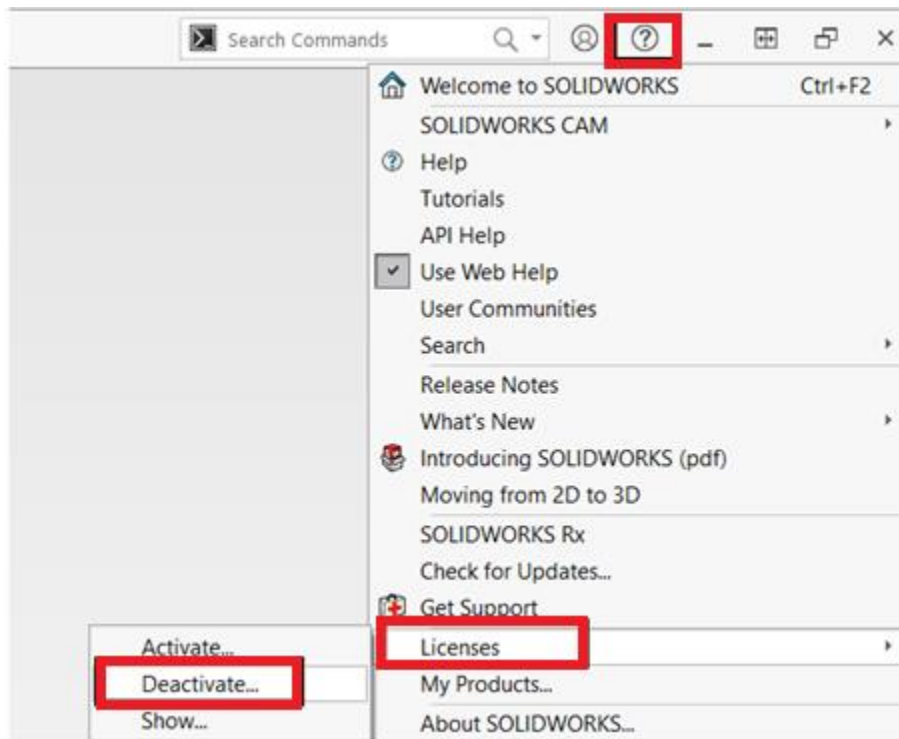 Search Commands
Welcome to SOLIDWORKS Ctrl+F2
SOLIDWORKS CAM
Help
Tutorials
API Help
Use Web Help
User Communities
Search
Release Notes
What's New
Introducing SOLIDWORKS (pdf)
Moving from 2D to 3D
SOLIDWORKS Rx
Check for Updates...
Get Support
Licenses
Activate...
Deactivate...
Show...
My Products...
About SOLIDWORKS...